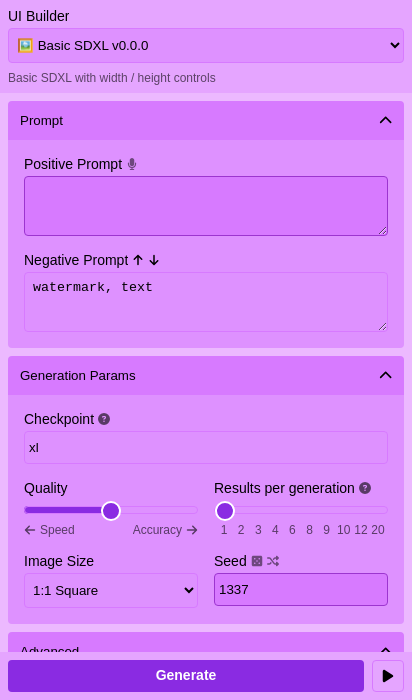 UI Builder
🖼️ Basic SDXL v0.0.0
Basic SDXL with width / height controls
Prompt
Positive Prompt
Negative Prompt ↑ ↓
watermark, text
Generation Params
Checkpoint ?
xl
Quality
← Speed Accuracy →
Results per generation ?
1 2 3 4 6 8 9 10 12 20
Image Size
1:1 Square
Seed
1337
Advanced
Generate